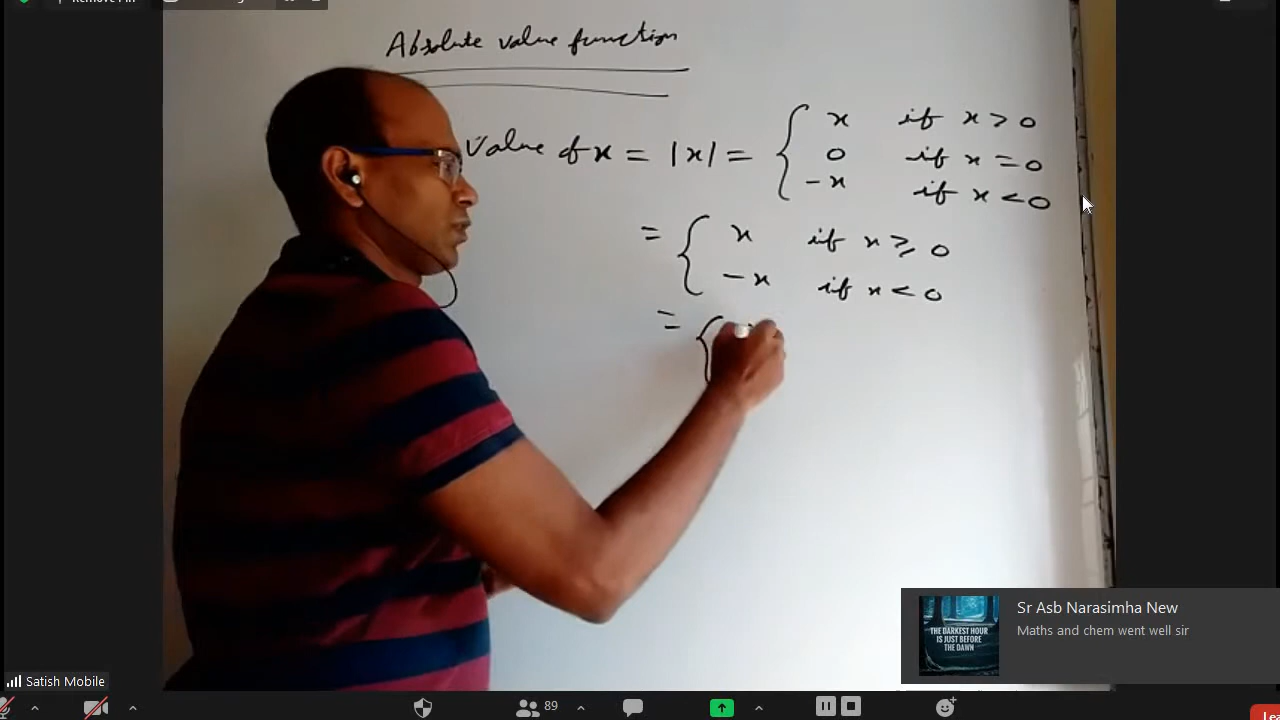 Absolute value function
Value of x = |x| = { x if x > 0
0 if x = 0
-x if x < 0
= { x if x ≥ 0
-x if x < 0
= {
Sr Asb Narasimha New
Maths and chem went well sir
THE DARKEST HOUR
IS JUST BEFORE
THE DAWN
Satish Mobile
89